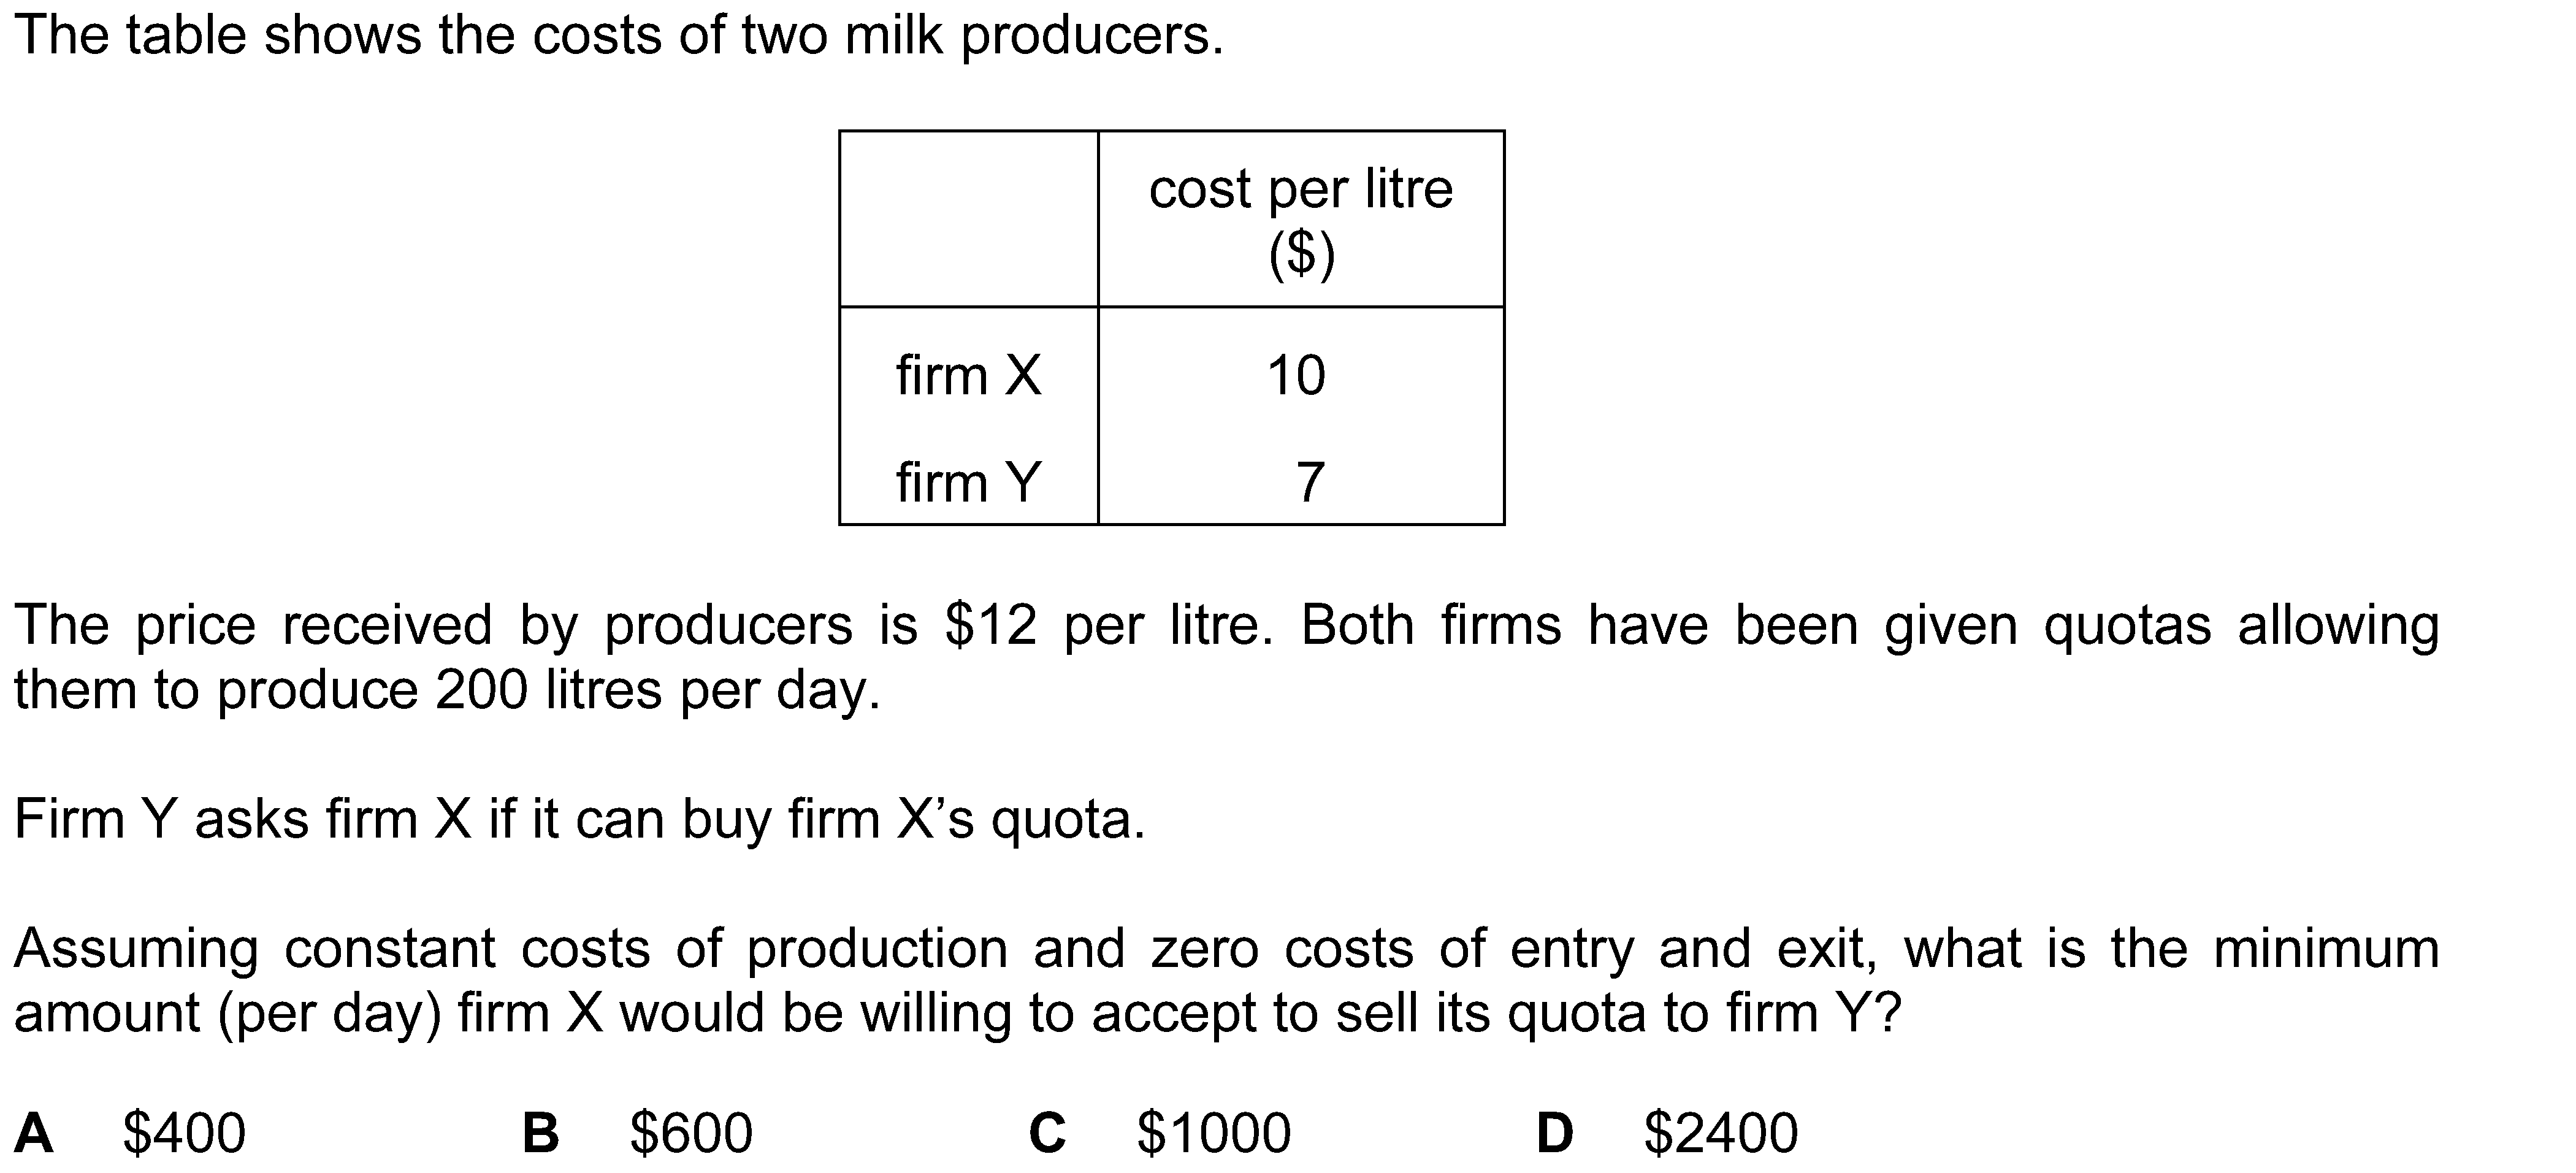 The table shows the costs of two milk producers.
cost per litre
($)
firm X 10
firm Y 7
The price received by producers is $12 per litre. Both firms have been given quotas allowing
them to produce 200 litres per day.
Firm Y asks firm X if it can buy firm X’s quota.
Assuming constant costs of production and zero costs of entry and exit, what is the minimum
amount (per day) firm X would be willing to accept to sell its quota to firm Y?
A $400 B $600 C $1000 D $2400